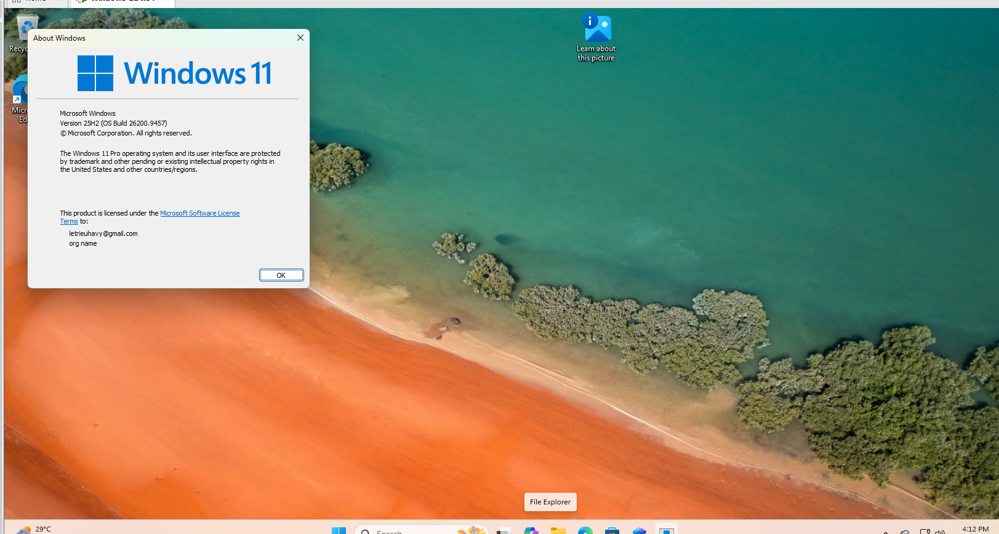 Recyc
Learn about
this picture
About Windows
Windows 11
Micro
Ed
Microsoft Windows
Version 25H2 (OS Build 26200.9457)
© Microsoft Corporation. All rights reserved.
The Windows 11 Pro operating system and its user interface are protected
by trademark and other pending or existing intellectual property rights in
the United States and other countries/regions.
This product is licensed under the Microsoft Software License
Terms to:
letrieuhavy@gmail.com
org name
OK
File Explorer
29°C
Search
4:12 PM